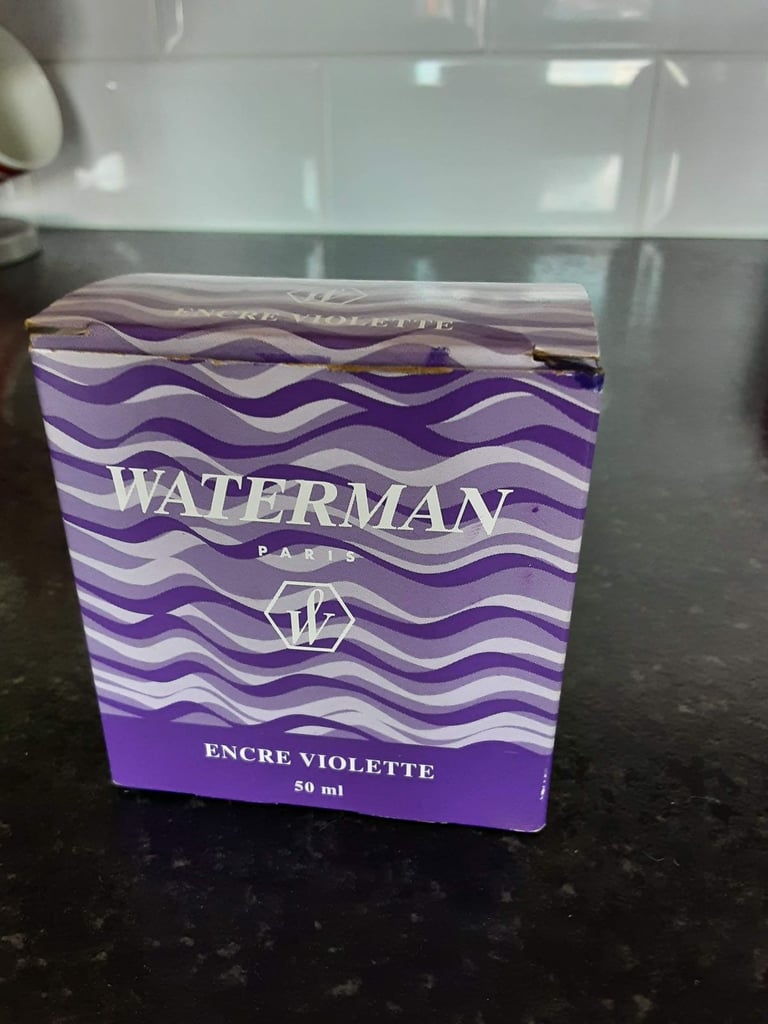 ENCRE VIOLETTE
WATERMAN
PARIS
W
ENCRE VIOLETTE
50 ml